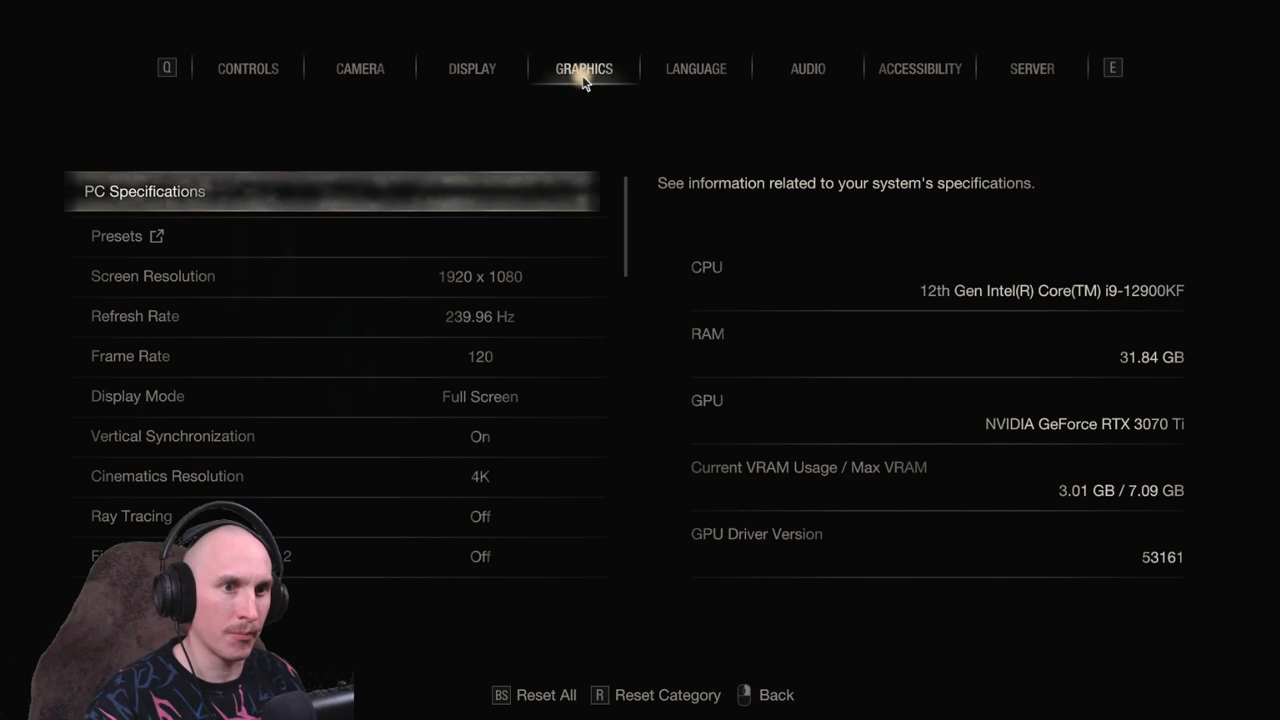 Q CONTROLS CAMERA DISPLAY GRAPHICS LANGUAGE AUDIO ACCESSIBILITY SERVER E
PC Specifications
Presets
Screen Resolution 1920 x 1080
Refresh Rate 239.96 Hz
Frame Rate 120
Display Mode Full Screen
Vertical Synchronization On
Cinematics Resolution 4K
Ray Tracing Off
2 Off
See information related to your system's specifications.
CPU
12th Gen Intel(R) Core(TM) i9-12900KF
RAM
31.84 GB
GPU
NVIDIA GeForce RTX 3070 Ti
Current VRAM Usage / Max VRAM
3.01 GB / 7.09 GB
GPU Driver Version
53161
BS Reset All R Reset Category Back